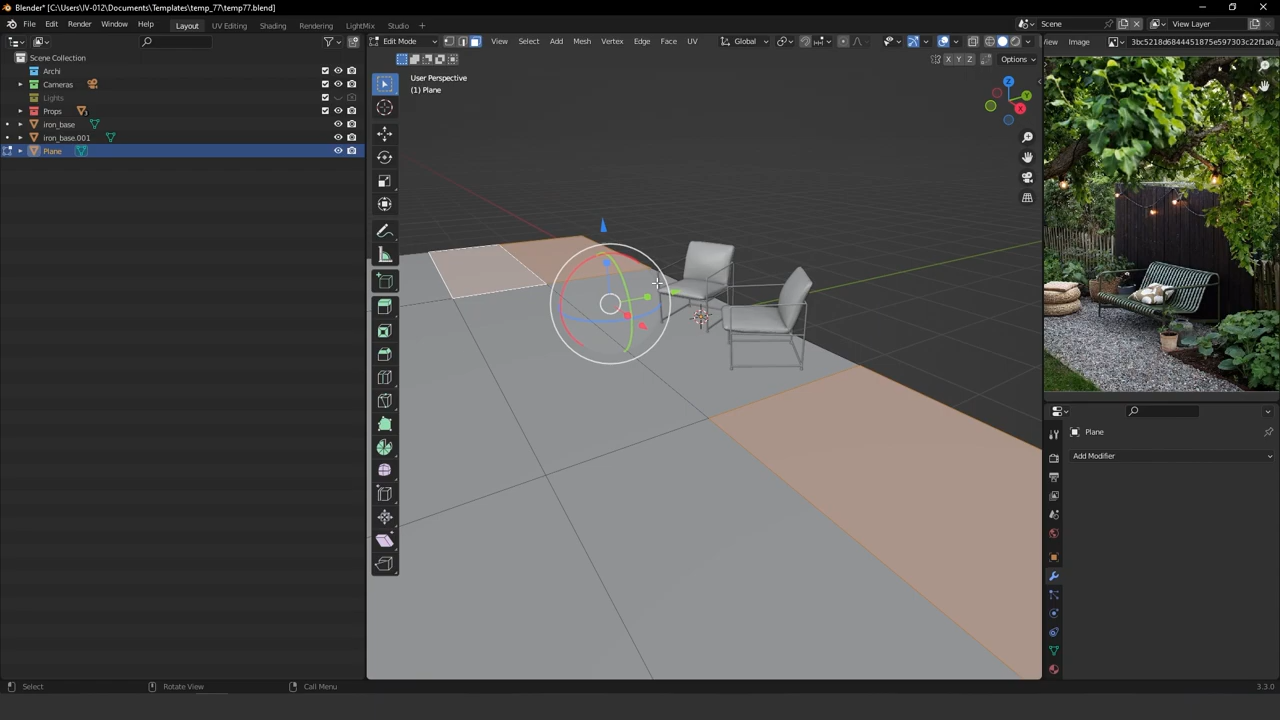 Blender* [C:\Users\IV-012\Documents\Templates\temp_77\temp77.blend]
File Edit Render Window Help Layout UV Editing Shading Rendering LightMix Studio + Scene View Layer
Edit Mode View Select Add Mesh Vertex Edge Face UV Global iew Image 3bc5218d6844451875e597303c22f1a0.j
X Y Z Options
Scene Collection
Archi
Cameras
Lights
Props
iron_base
iron_base.001
Plane
User Perspective
(1) Plane
Z
Y
X
Plane
Add Modifier
Select Rotate View Call Menu 3.3.0